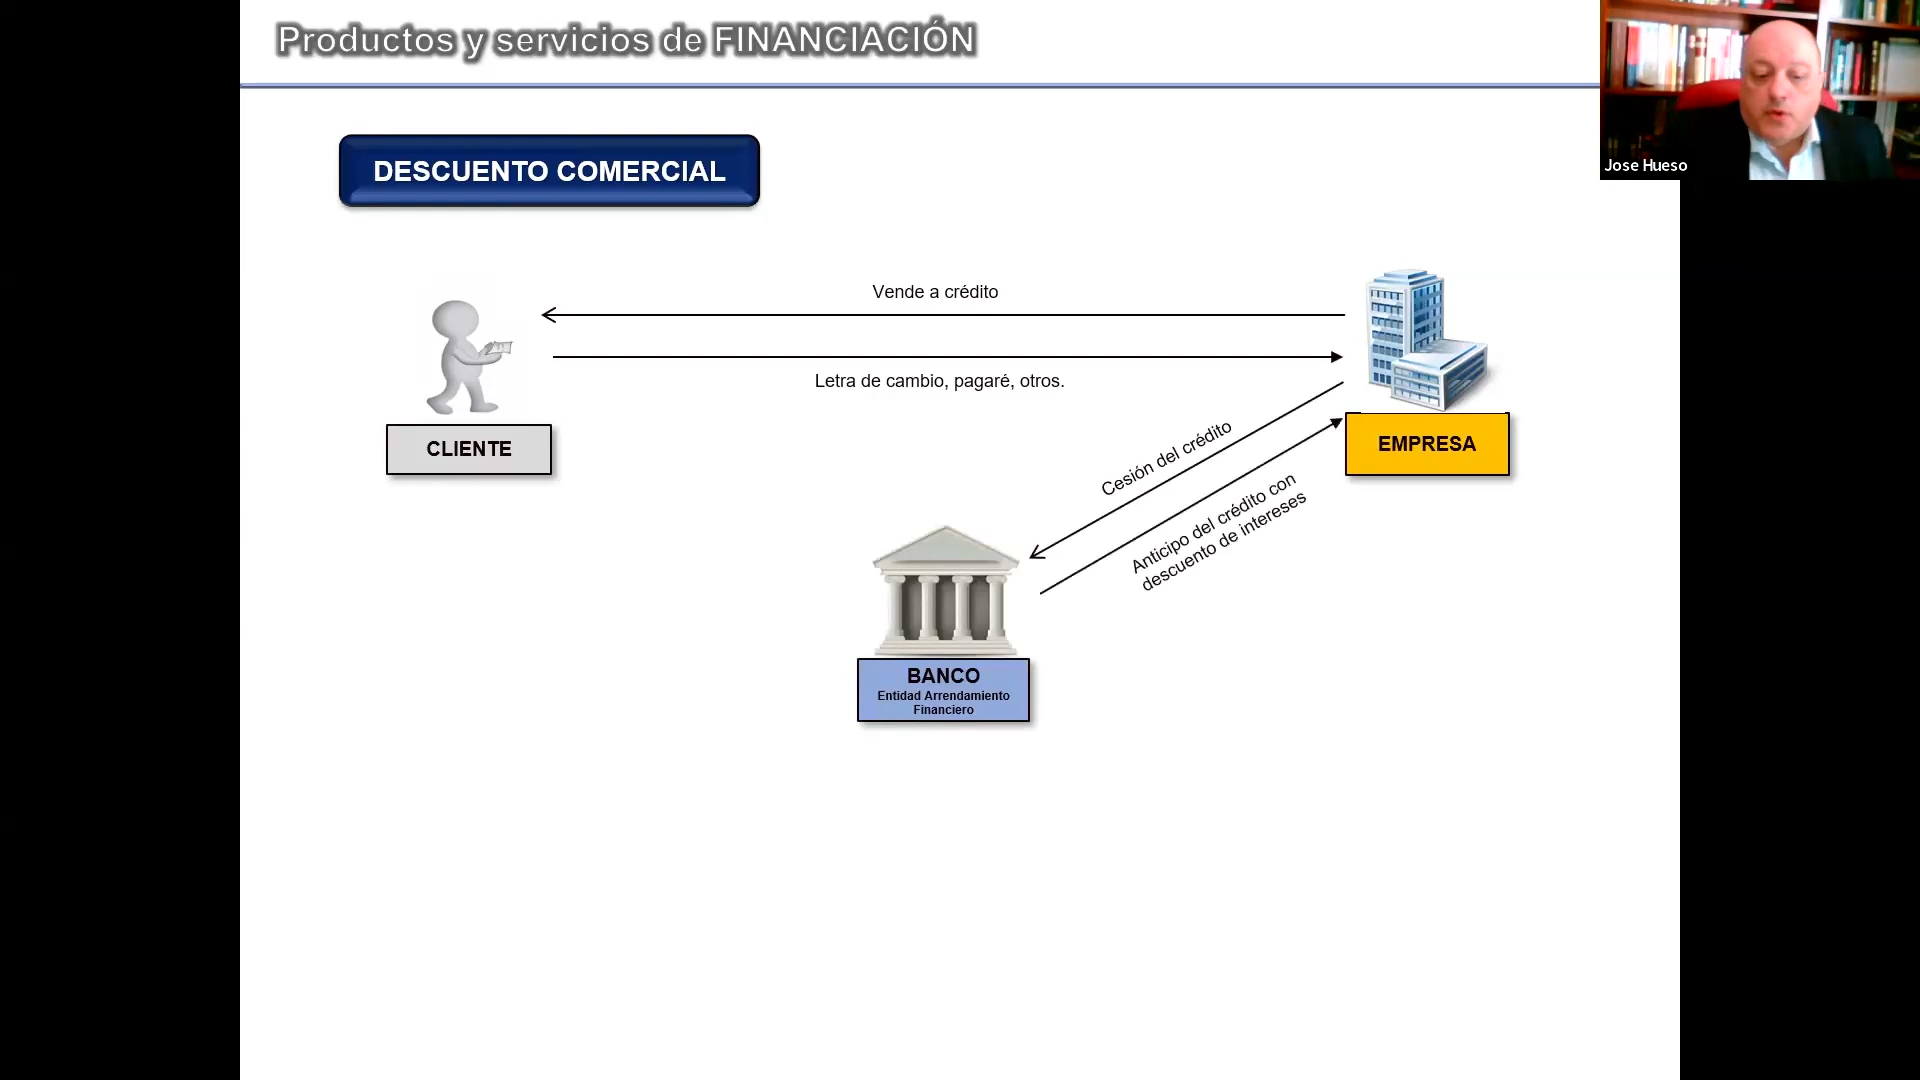 Productos y servicios de FINANCIACIÓN
Jose Hueso
DESCUENTO COMERCIAL
Vende a crédito
Letra de cambio, pagaré, otros.
CLIENTE
EMPRESA
Cesión del crédito
Anticipo del crédito con
descuento de intereses
BANCO
Entidad Arrendamiento
Financiero